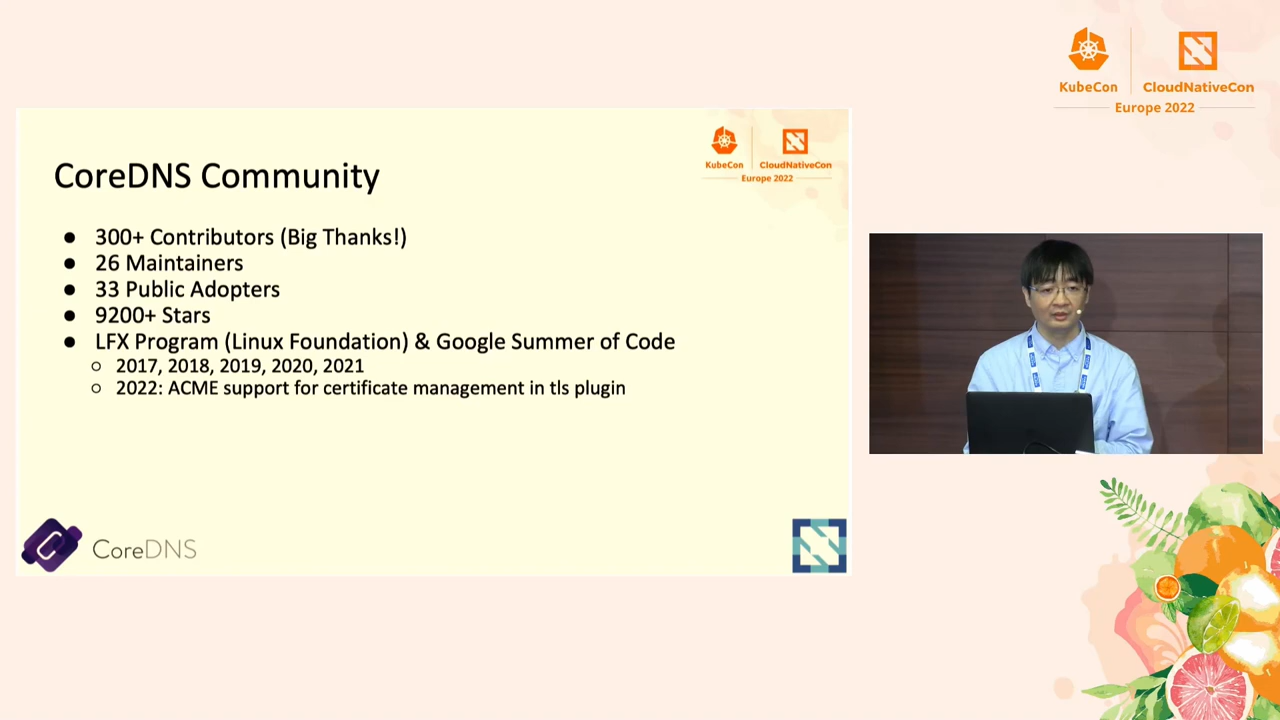 KubeCon
CloudNativeCon
Europe 2022
KubeCon
CloudNativeCon
Europe 2022
CoreDNS Community
● 300+ Contributors (Big Thanks!)
● 26 Maintainers
● 33 Public Adopters
● 9200+ Stars
● LFX Program (Linux Foundation) & Google Summer of Code
○ 2017, 2018, 2019, 2020, 2021
○ 2022: ACME support for certificate management in tls plugin
CoreDNS